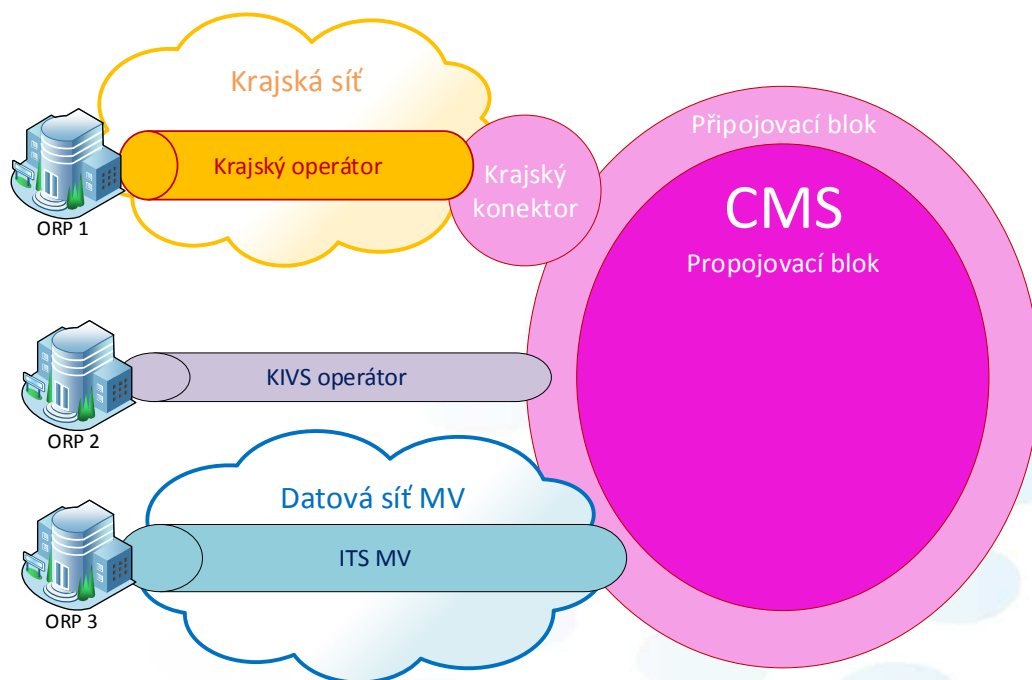 Krajská síť
Krajský operátor
ORP 1
Krajský
konektor
Připojovací blok
CMS
Propojovací blok
KIVS operátor
ORP 2
Datová síť MV
ITS MV
ORP 3